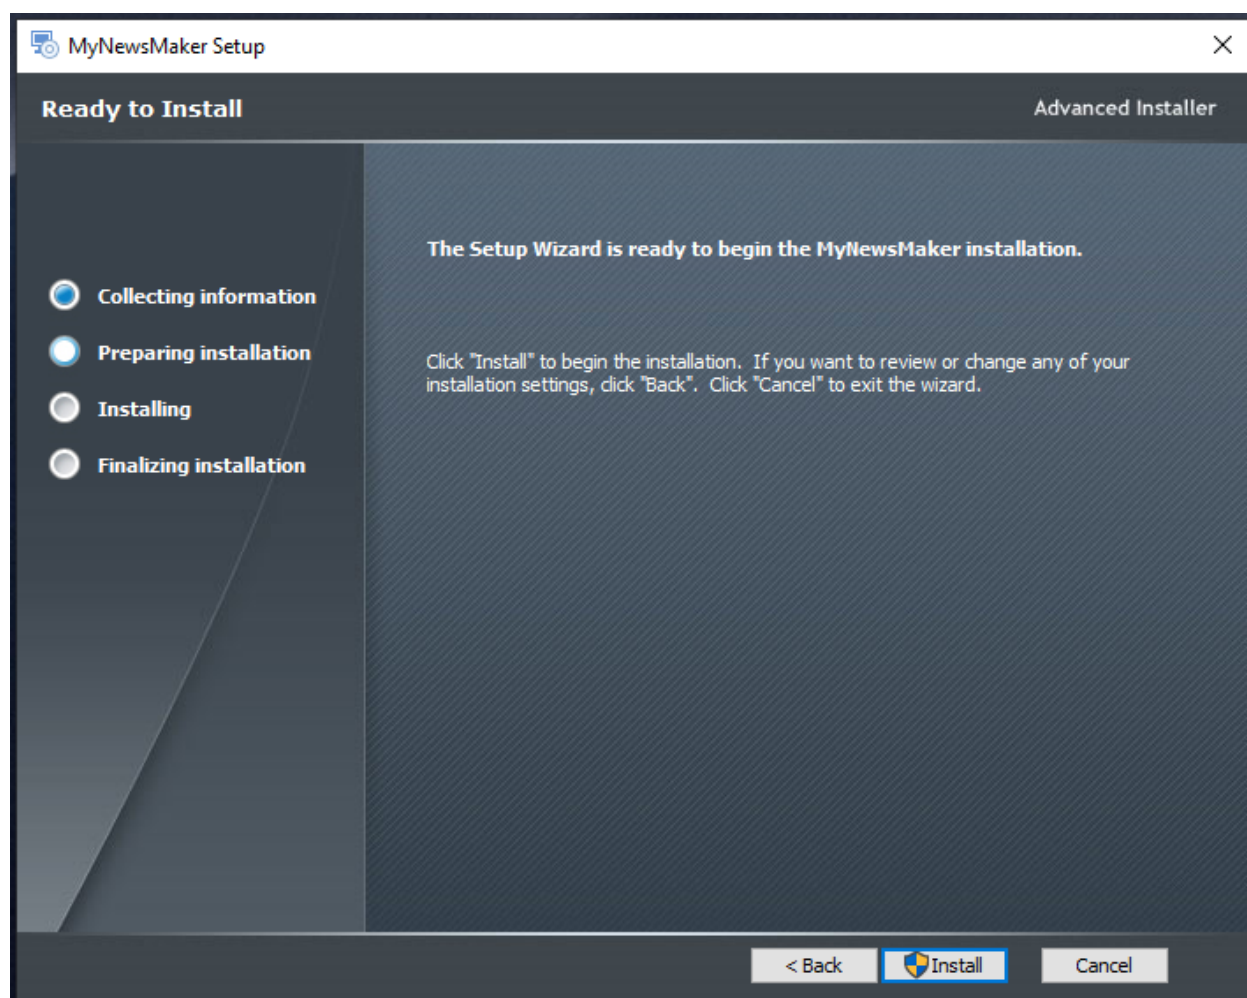 MyNewsMaker Setup
Ready to Install
Advanced Installer
Collecting information
Preparing installation
Installing
Finalizing installation
The Setup Wizard is ready to begin the MyNewsMaker installation.
Click "Install" to begin the installation.  If you want to review or change any of your
installation settings, click "Back".  Click "Cancel" to exit the wizard.
< Back
Install
Cancel